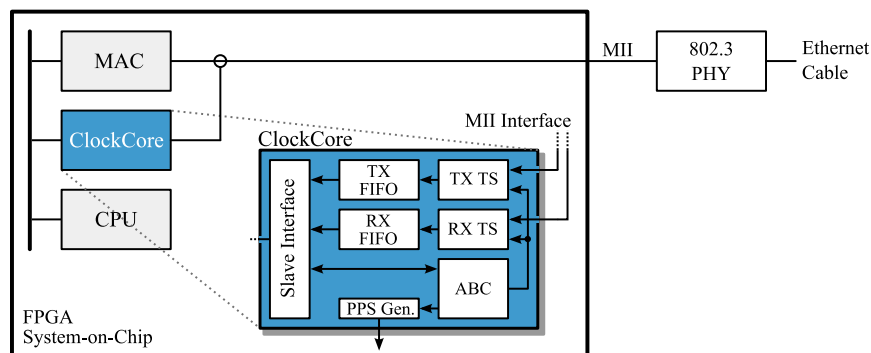 MAC
MII
802.3
PHY
Ethernet
Cable
ClockCore
MII Interface
ClockCore
Slave Interface
TX
FIFO
TX TS
RX
FIFO
RX TS
CPU
ABC
PPS Gen.
FPGA
System-on-Chip